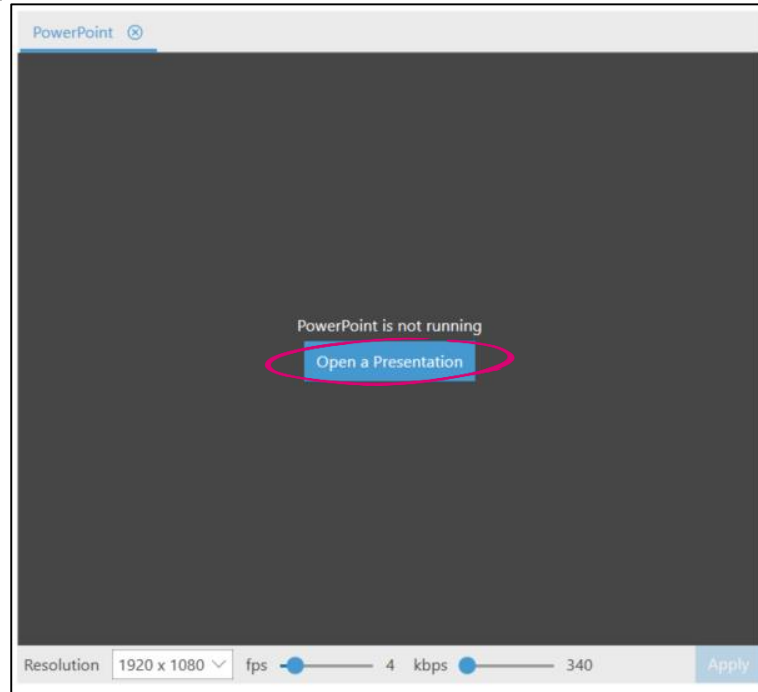 PowerPoint
PowerPoint is not running
Open a Presentation
Resolution 1920 x 1080 fps 4 kbps 340 Apply